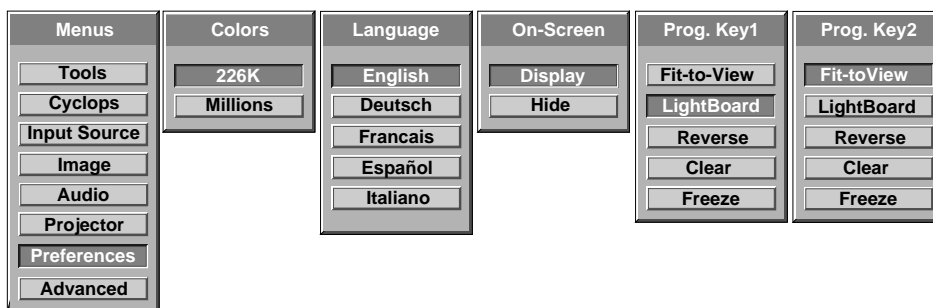 Menus
Tools
Cyclops
Input Source
Image
Audio
Projector
Preferences
Advanced
Colors
226K
Millions
Language
English
Deutsch
Francais
Español
Italiano
On-Screen
Display
Hide
Prog. Key1
Fit-to-View
LightBoard
Reverse
Clear
Freeze
Prog. Key2
Fit-toView
LightBoard
Reverse
Clear
Freeze